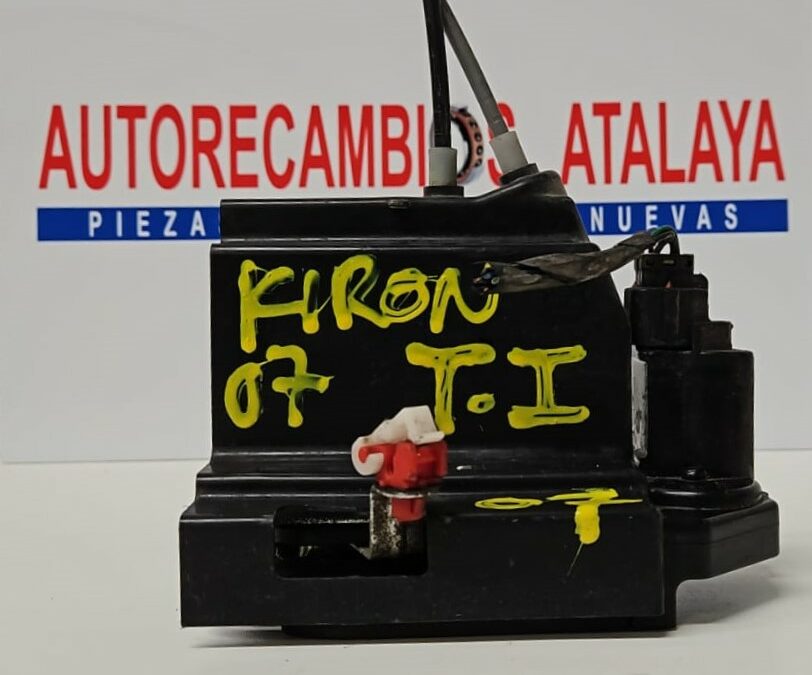 AUTORECAMBIOS ATALAYA
PIEZA NUEVAS
KIRON
07 T.I
07